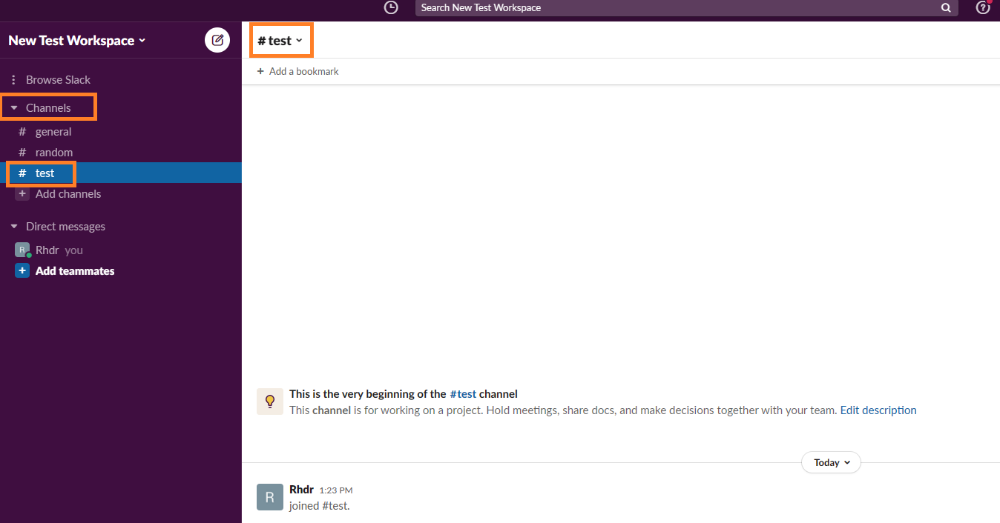 Search New Test Workspace
New Test Workspace
Browse Slack
Channels
# general
# random
# test
+ Add channels
Direct messages
R Rhdr you
+ Add teammates
# test
+ Add a bookmark
This is the very beginning of the #test channel
This channel is for working on a project. Hold meetings, share docs, and make decisions together with your team. Edit description
Today
R
Rhdr 1:23 PM
joined #test.